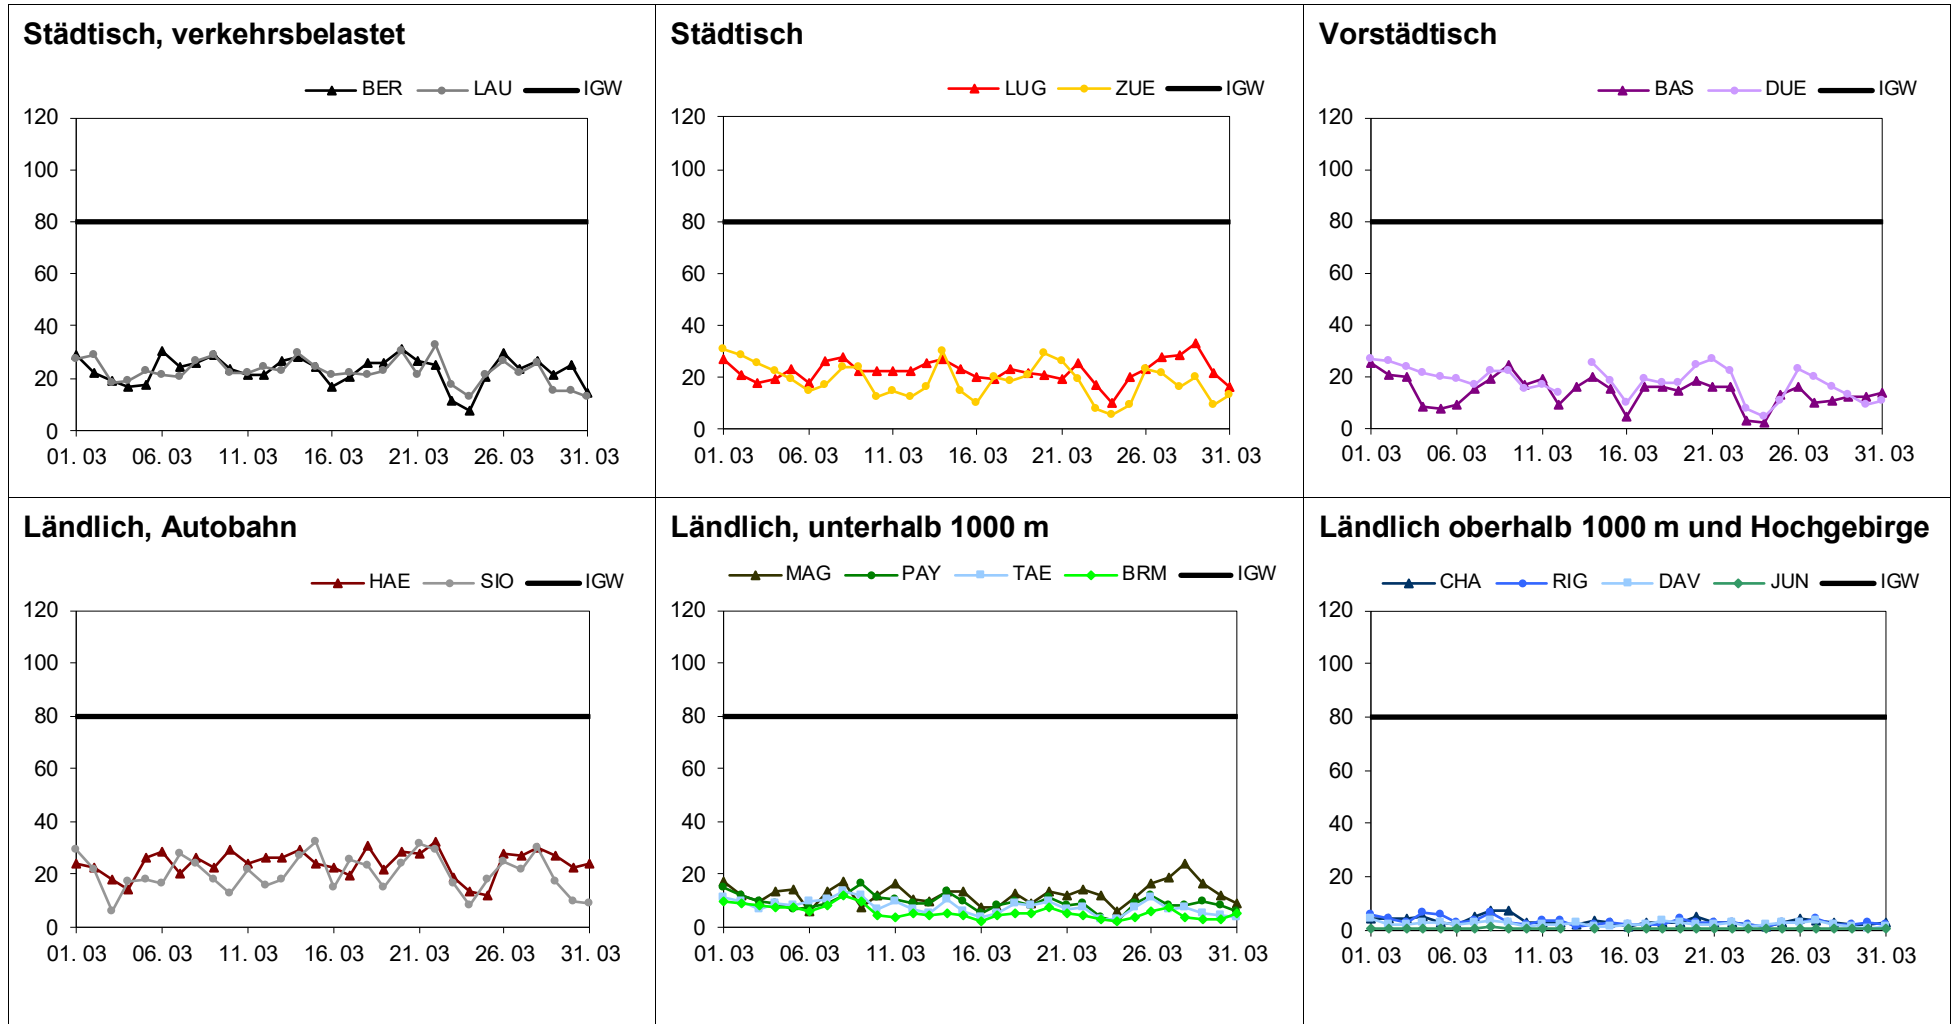 Städtisch, verkehrsbelastet
BER LAU IGW
120
100
80
60
40
20
0
01. 03 06. 03 11. 03 16. 03 21. 03 26. 03 31. 03
Städtisch
LUG ZUE IGW
120
100
80
60
40
20
0
01. 03 06. 03 11. 03 16. 03 21. 03 26. 03 31. 03
Vorstädtisch
BAS DUE IGW
120
100
80
60
40
20
0
01. 03 06. 03 11. 03 16. 03 21. 03 26. 03 31. 03
Ländlich, Autobahn
HAE SIO IGW
120
100
80
60
40
20
0
01. 03 06. 03 11. 03 16. 03 21. 03 26. 03 31. 03
Ländlich, unterhalb 1000 m
MAG PAY TAE BRM IGW
120
100
80
60
40
20
0
01. 03 06. 03 11. 03 16. 03 21. 03 26. 03 31. 03
Ländlich oberhalb 1000 m und Hochgebirge
CHA RIG DAV JUN IGW
120
100
80
60
40
20
0
01. 03 06. 03 11. 03 16. 03 21. 03 26. 03 31. 03